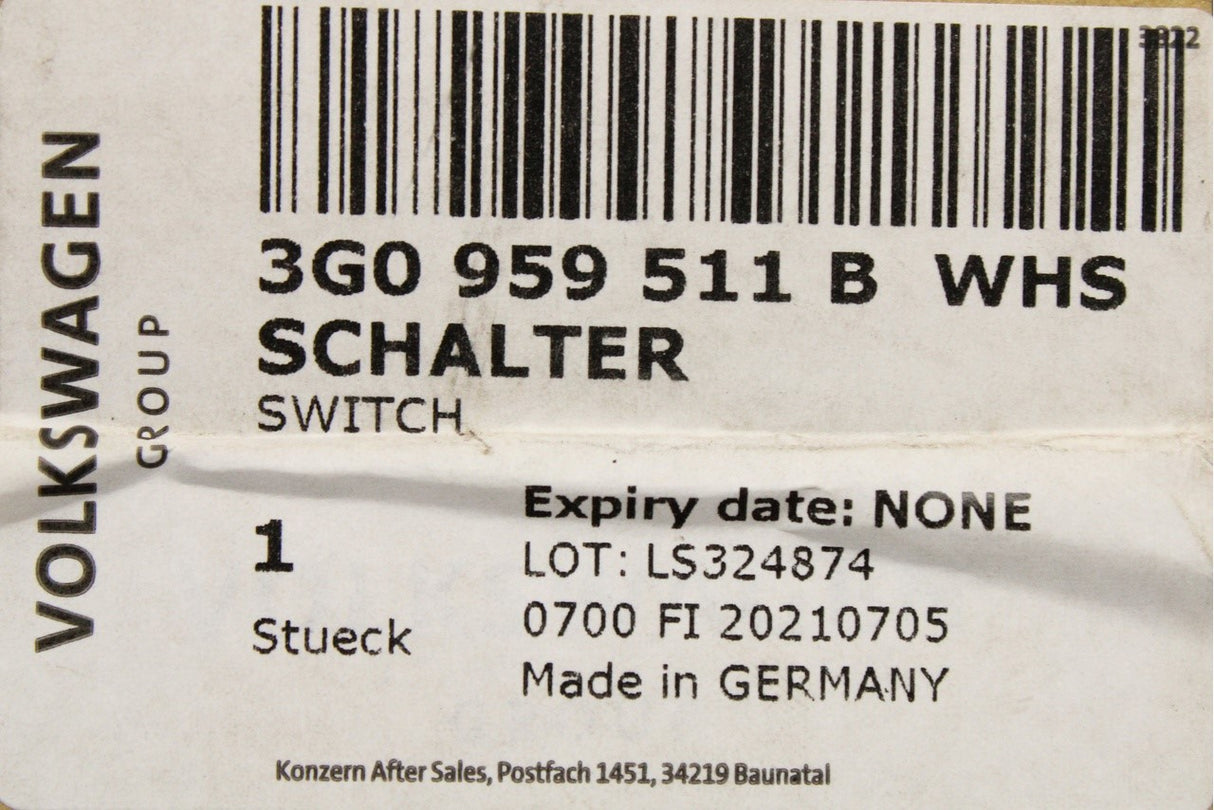 3822
3G0 959 511 B WHS
SCHALTER
SWITCH
VOLKSWAGEN
GROUP
1
Stueck
Expiry date: NONE
LOT: LS324874
0700 FI 20210705
Made in GERMANY
Konzern After Sales, Postfach 1451, 34219 Baunatal